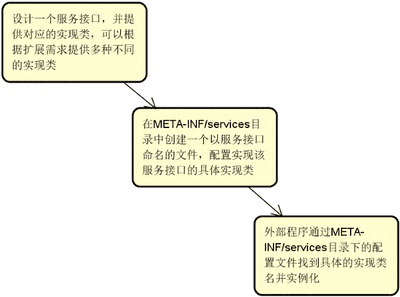 设计一个服务接口，并提
供对应的实现类，可以根
据扩展需求提供多种不同
的实现类
在META-INF/services目
录中创建一个以服务接口
命名的文件，配置实现该
服务接口的具体实现类
外部程序通过META-
INF/services目录下的配
置文件找到具体的实现类
名并实例化